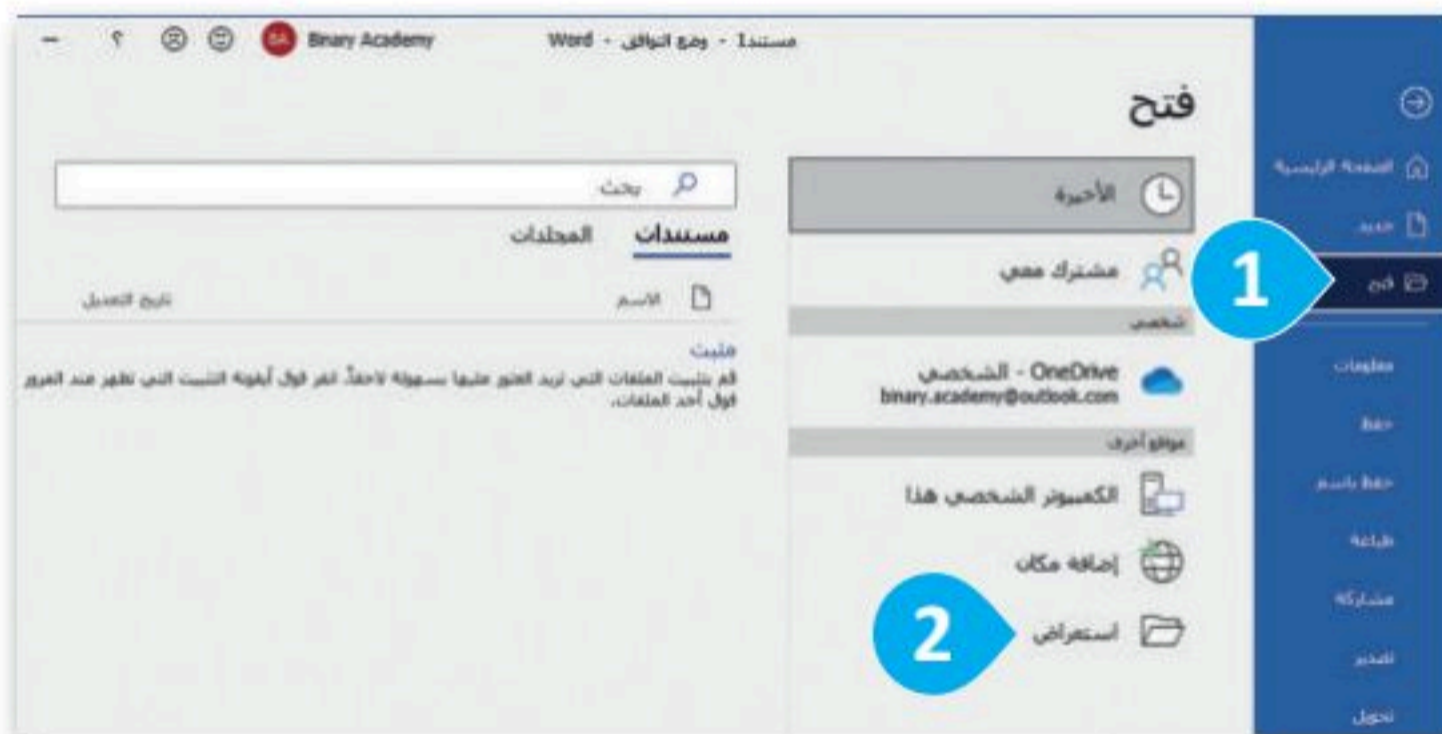 مستند1 - وضع التوافق - Word
Binary Academy
؟
BA
فتح
الصفحة الرئيسية
جديد
فتح
معلومات
حفظ
حفظ باسم
طباعة
مشاركة
تصدير
تحويل
1
الأخيرة
مشترك معي
شخصي
OneDrive - الشخصي
binary.academy@outlook.com
مواقع أخرى
الكمبيوتر الشخصي هذا
إضافة مكان
استعراض
2
بحث
مستندات المجلدات
الاسم تاريخ التعديل
مثبت
قم بتثبيت الملفات التي تريد العثور عليها بسهولة لاحقاً. انقر فوق أيقونة التثبيت التي تظهر عند المرور
فوق أحد الملفات.